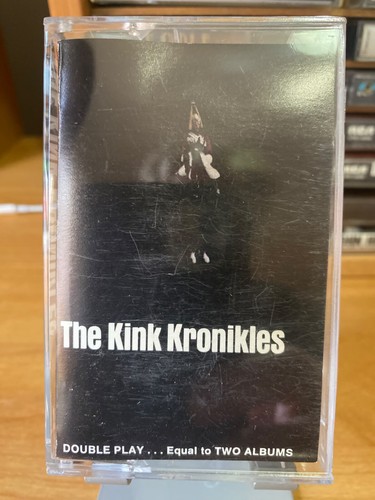 The Kink Kronikles
DOUBLE PLAY . . . Equal to TWO ALBUMS